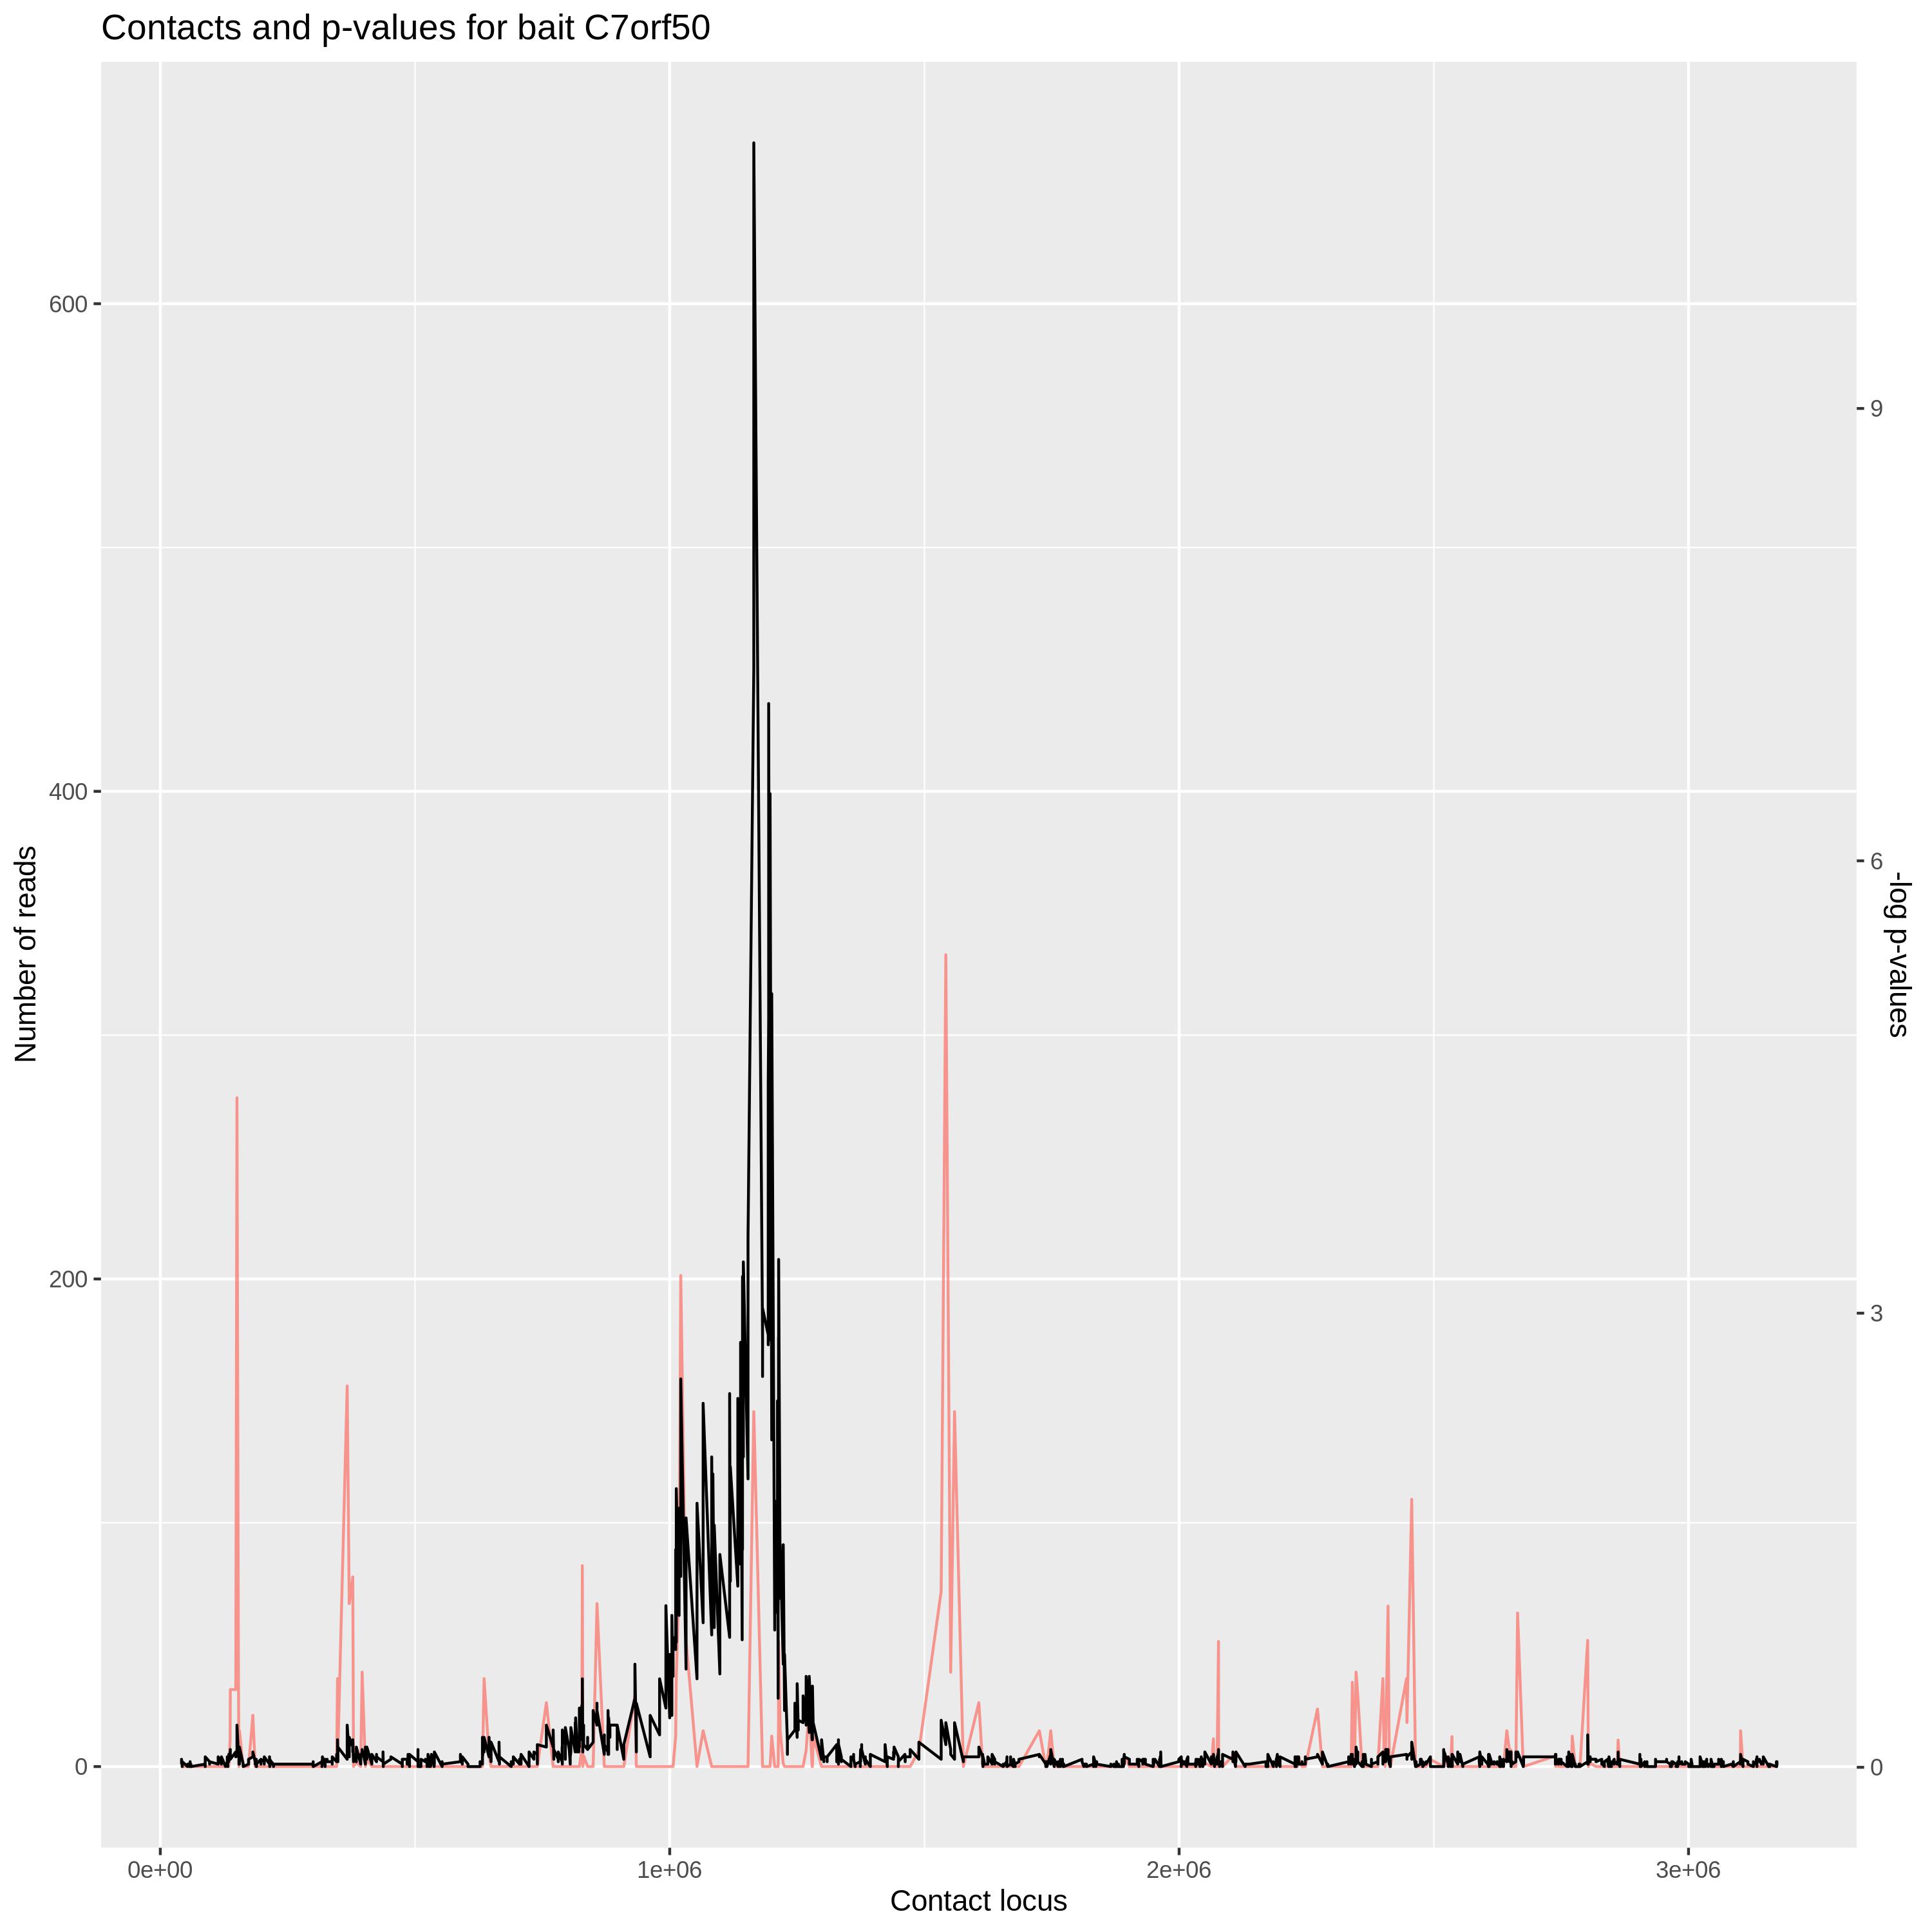 Contacts and p-values for bait C7orf50
600
400
200
0
9
6
3
0
Number of reads
-log p-values
0e+00
1e+06
2e+06
3e+06
Contact locus